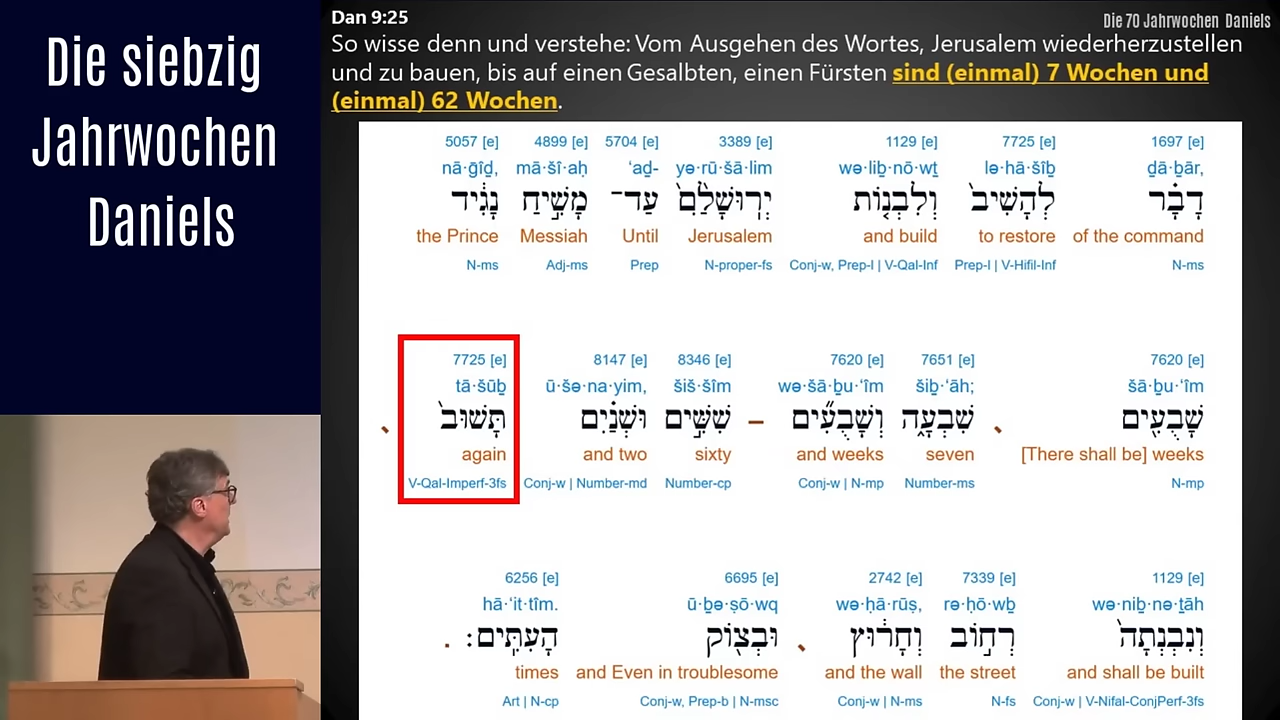 Die siebzig
Jahrwochen
Daniels
Dan 9:25
Die 70 Jahrwochen Daniels
So wisse denn und verstehe: Vom Ausgehen des Wortes, Jerusalem wiederherzustellen
und zu bauen, bis auf einen Gesalbten, einen Fürsten sind (einmal) 7 Wochen und
(einmal) 62 Wochen.
5057 [e] 4899 [e] 5704 [e] 3389 [e] 1129 [e] 7725 [e] 1697 [e]
nā·ḡîḏ, mā·šî·aḥ ‘aḏ- yə·rū·šā·lim wə·liḇ·nō·wṯ lə·hā·šîḇ ḏā·ḇār,
דָבָ֗ר לְהָשִׁיב֙ וְלִבְנ֤וֹת יְרֽוּשָׁלִַ֙ם֙ עַד־ מָשִׁ֣יחַ נָגִ֔יד
the Prince Messiah Until Jerusalem and build to restore of the command
N-ms Adj-ms Prep N-proper-fs Conj-w, Prep-l | V-Qal-Inf Prep-l | V-Hifil-Inf N-ms
7725 [e] 8147 [e] 8346 [e] 7620 [e] 7651 [e] 7620 [e]
tā·šūḇ ū·šə·na·yim, šiš·šîm wə·šā·ḇu·‘îm šiḇ·‘āh; šā·ḇu·‘îm
שָׁבֻעִ֖ים 、 שִׁבְעָ֑ה וְשָׁבֻעִ֞ים – שִׁשִּׁ֣ים וּשְׁנַ֗יִם תָּשׁוּב֙ 、
again and two sixty and weeks seven [There shall be] weeks
V-Qal-Imperf-3fs Conj-w | Number-md Number-cp Conj-w | N-mp Number-ms N-mp
6256 [e] 6695 [e] 2742 [e] 7339 [e] 1129 [e]
hā·‘it·tîm. ū·ḇə·ṣō·wq wə·ḥā·rūṣ, rə·ḥō·wḇ wə·niḇ·nə·ṯāh
וְנִבְנְתָה֙ רְח֣וֹב וְחָר֔וּץ 、 וּבְצ֖וֹק הָעִתִּֽים׃ .
times and Even in troublesome and the wall the street and shall be built
Art | N-cp Conj-w, Prep-b | N-msc Conj-w | N-ms N-fs Conj-w | V-Nifal-ConjPerf-3fs